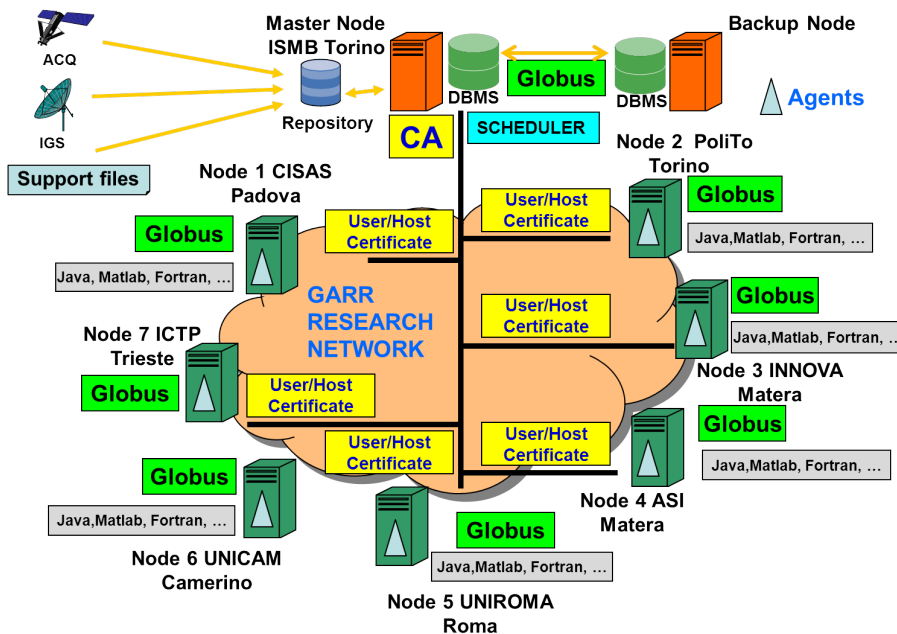 Master Node
ISMB Torino
Backup Node
ACQ
IGS
Repository
DBMS
Globus
DBMS
Agents
CA
SCHEDULER
Support files
Node 1 CISAS
Padova
Node 2 PoliTo
Torino
Globus
Java, Matlab, Fortran, …
User/Host
Certificate
User/Host
Certificate
Globus
Java,Matlab, Fortran, …
GARR
RESEARCH
NETWORK
User/Host
Certificate
Globus
Java,Matlab, Fortran, …
Node 3 INNOVA
Matera
Node 7 ICTP
Trieste
Globus
User/Host
Certificate
User/Host
Certificate
User/Host
Certificate
Globus
Java,Matlab, Fortran, …
Node 4 ASI
Matera
Globus
Java,Matlab, Fortran, …
Node 6 UNICAM
Camerino
Globus
Java,Matlab, Fortran, …
Node 5 UNIROMA
Roma